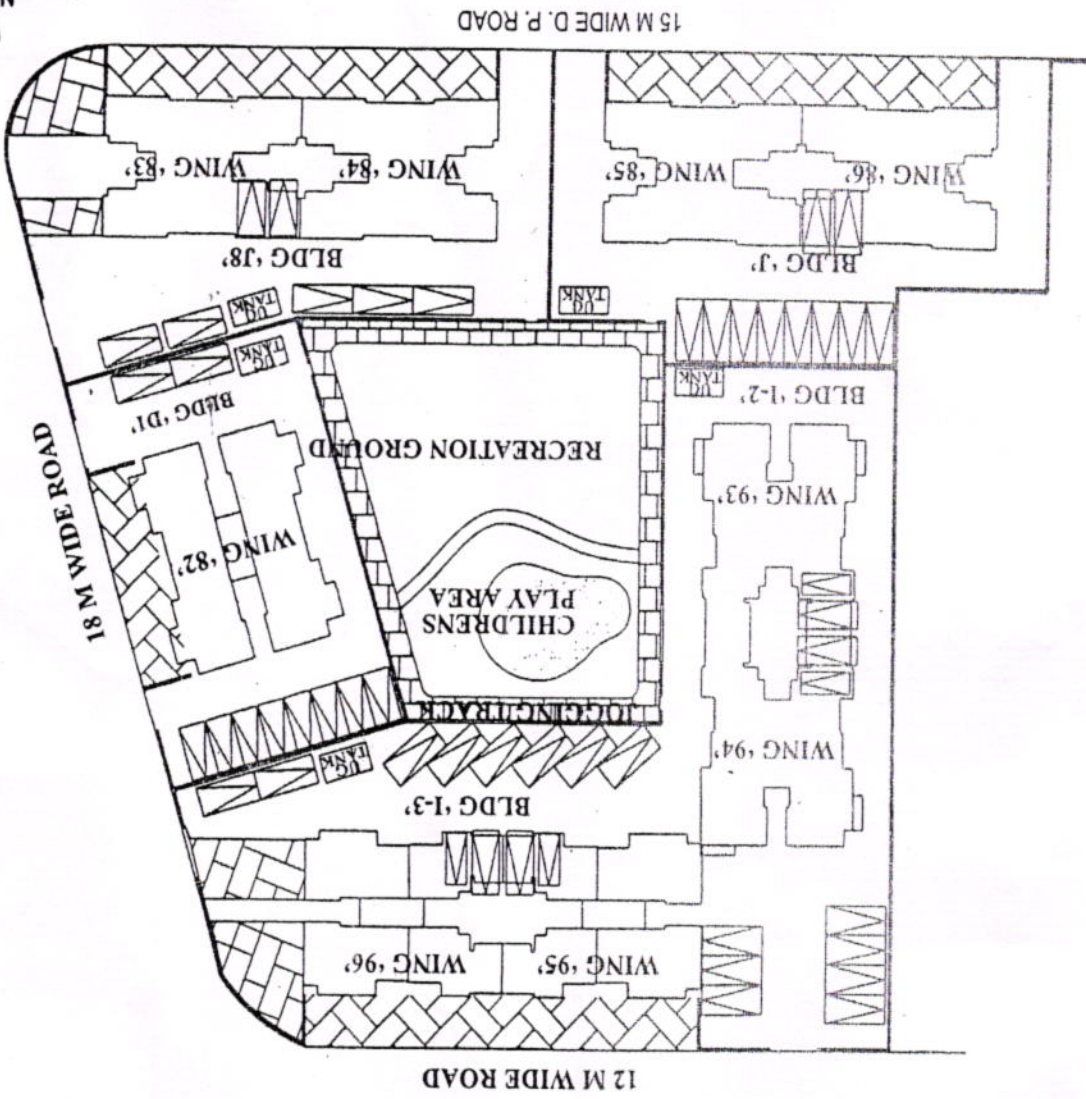 12 M WIDE ROAD
WING '95'
WING '96'
BLDG 'I-3'
UG
TANK
WING '94'
JOGGING TRACK
CHILDRENS
PLAY AREA
18 M WIDE ROAD
WING '82'
WING '93'
RECREATION GROUND
BLDG 'D1'
BLDG 'I-2'
UG
TANK
UG
TANK
UG
TANK
UG
TANK
BLDG 'J'
BLDG 'J8'
WING '86'
WING '85'
WING '84'
WING '83'
15 M WIDE D. P. ROAD